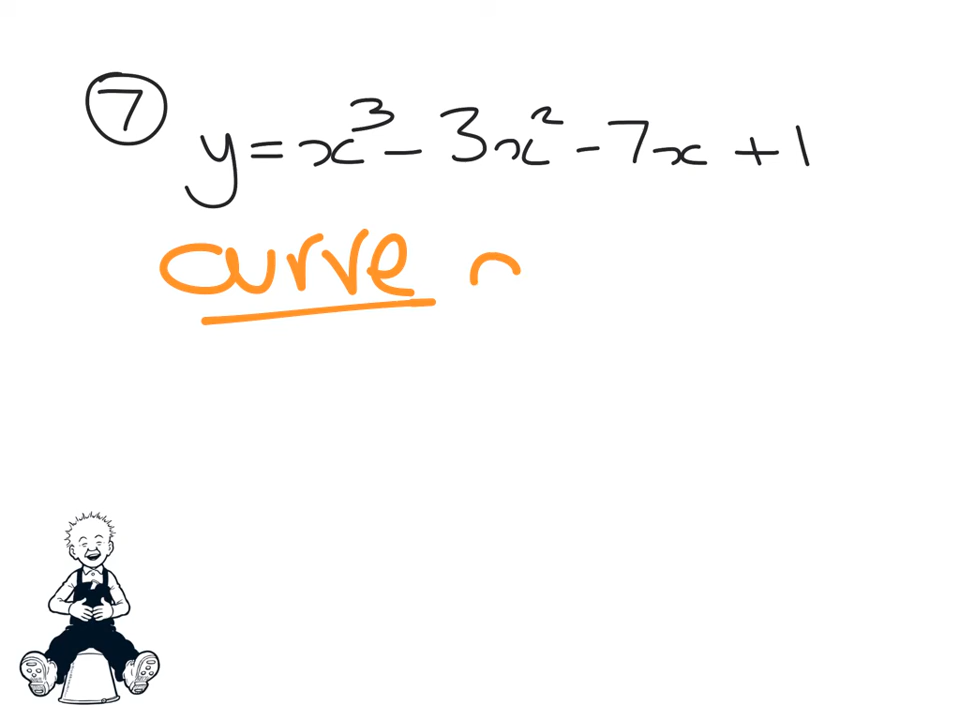 7 y = x³ - 3x² - 7x + 1
curve